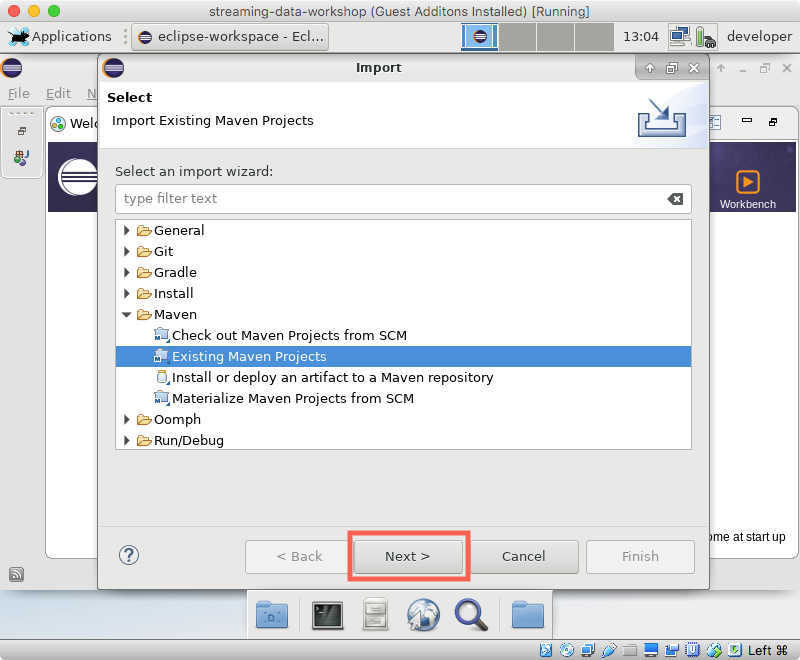 streaming-data-workshop (Guest Additons Installed) [Running]
Applications
eclipse-workspace - Ecl...
13:04
developer
Import
File Edit N
Select
Import Existing Maven Projects
Welc
Workbench
Select an import wizard:
type filter text
General
Git
Gradle
Install
Maven
Check out Maven Projects from SCM
Existing Maven Projects
Install or deploy an artifact to a Maven repository
Materialize Maven Projects from SCM
Oomph
Run/Debug
ome at start up
< Back
Next >
Cancel
Finish
Left ⌘